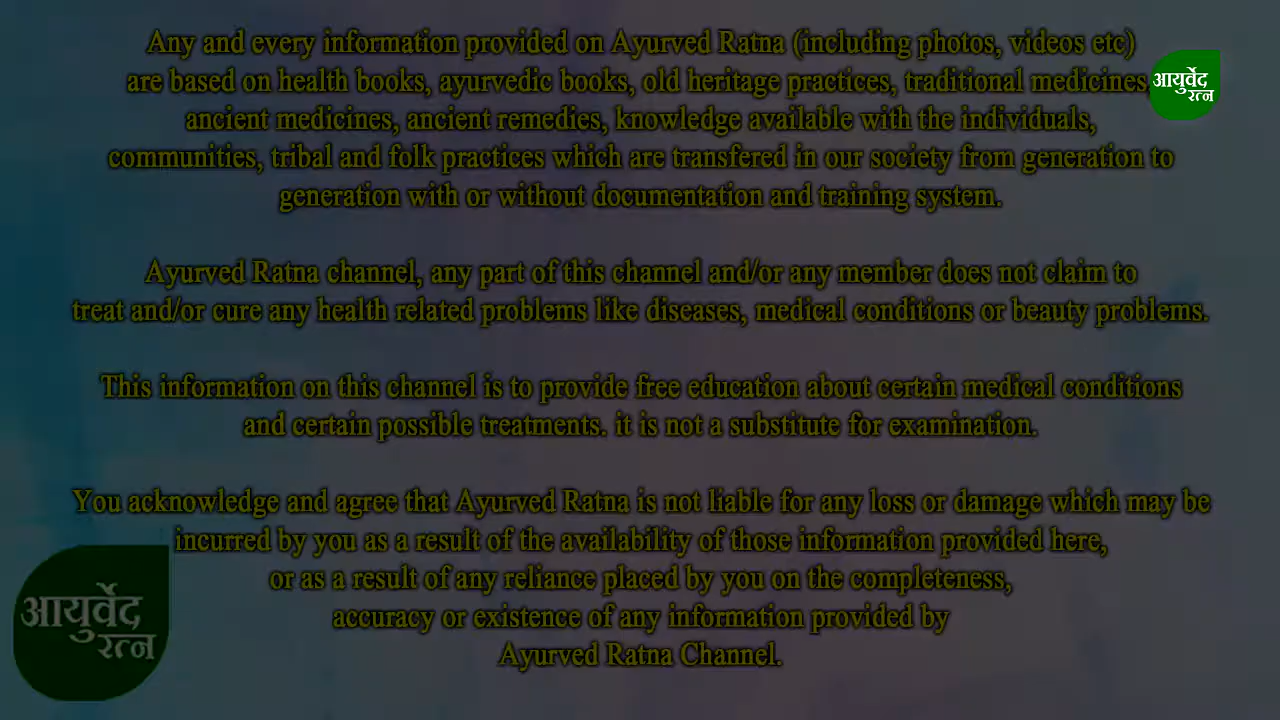 Any and every information provided on Ayurved Ratna (including photos, videos etc)
are based on health books, ayurvedic books, old heritage practices, traditional medicines,
ancient medicines, ancient remedies, knowledge available with the individuals,
communities, tribal and folk practices which are transfered in our society from generation to
generation with or without documentation and training system.
आयुर्वेद
रत्न
Ayurved Ratna channel, any part of this channel and/or any member does not claim to
treat and/or cure any health related problems like diseases, medical conditions or beauty problems.
This information on this channel is to provide free education about certain medical conditions
and certain possible treatments. it is not a substitute for examination.
You acknowledge and agree that Ayurved Ratna is not liable for any loss or damage which may be
incurred by you as a result of the availability of those information provided here,
or as a result of any reliance placed by you on the completeness,
accuracy or existence of any information provided by
Ayurved Ratna Channel.
आयुर्वेद
रत्न